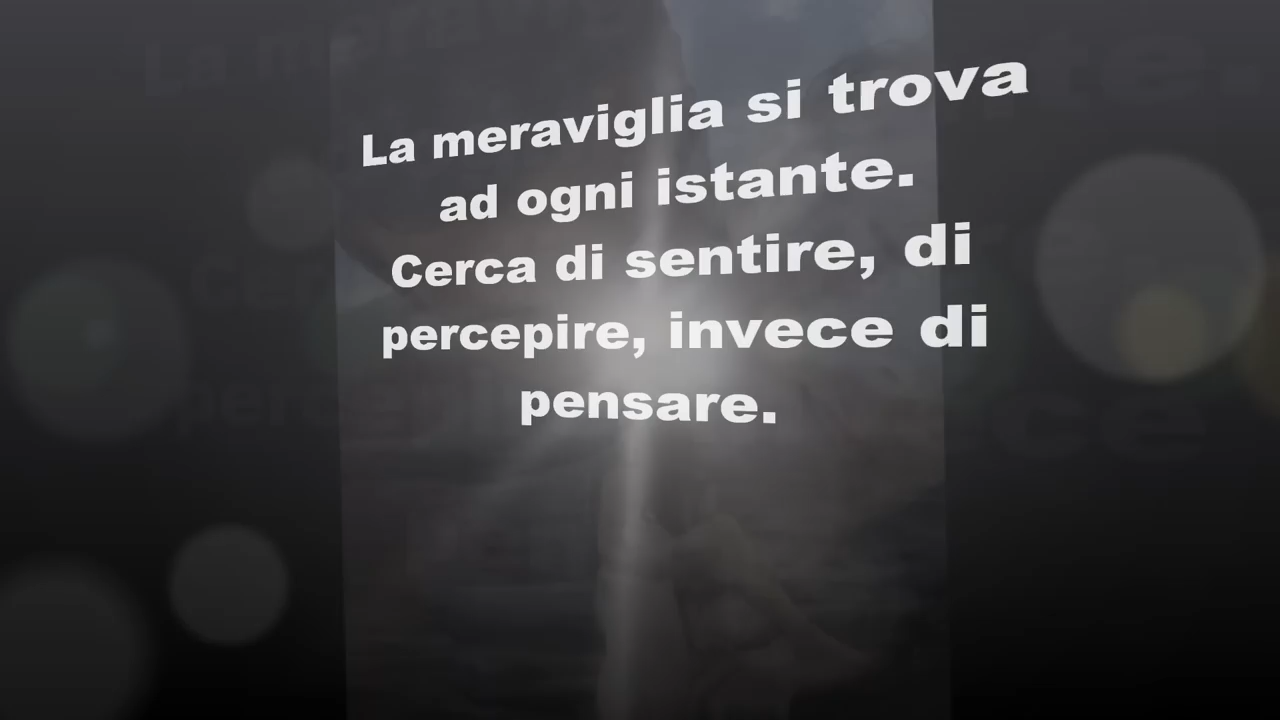 La meraviglia si trova
ad ogni istante.
Cerca di sentire, di
percepire, invece di
pensare.